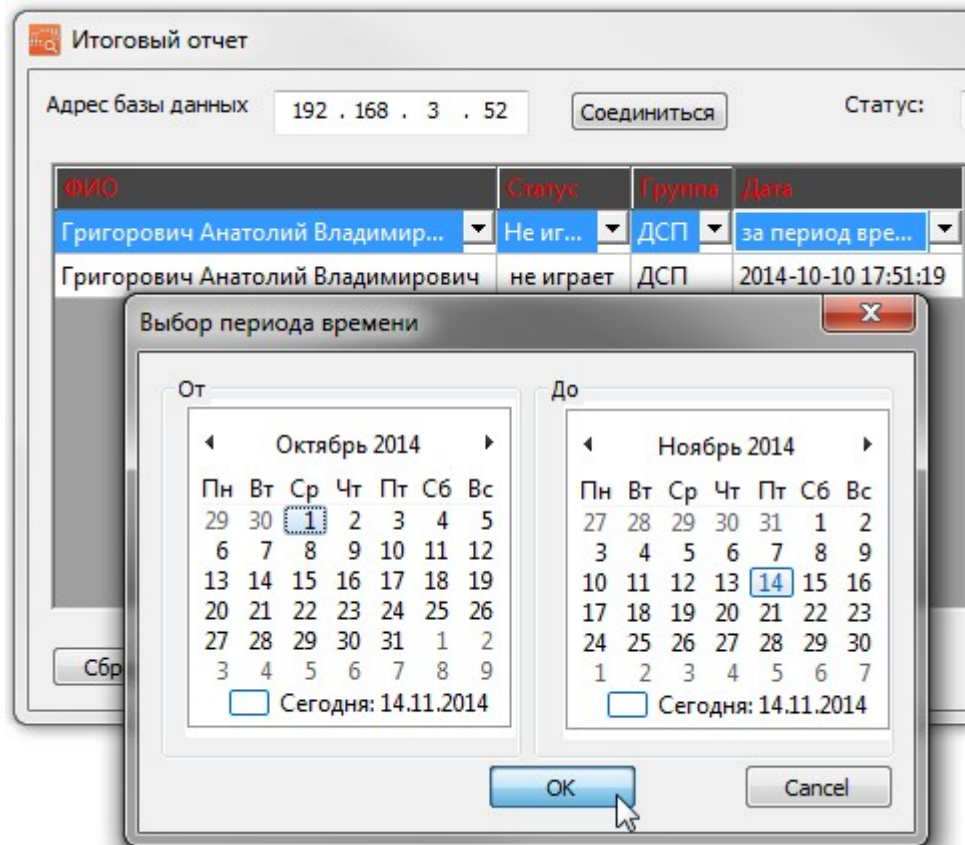 Итоговый отчет
Адрес базы данных 192 . 168 . 3 . 52 Соединиться Статус:
ФИО Статус Группа Дата
Григорович Анатолий Владимир... Не иг... ДСП за период вре...
Григорович Анатолий Владимирович не играет ДСП 2014-10-10 17:51:19
Выбор периода времени
От До
Октябрь 2014 Ноябрь 2014
Пн Вт Ср Чт Пт Сб Вс Пн Вт Ср Чт Пт Сб Вс
29 30 1 2 3 4 5 27 28 29 30 31 1 2
6 7 8 9 10 11 12 3 4 5 6 7 8 9
13 14 15 16 17 18 19 10 11 12 13 14 15 16
20 21 22 23 24 25 26 17 18 19 20 21 22 23
27 28 29 30 31 1 2 24 25 26 27 28 29 30
3 4 5 6 7 8 9 1 2 3 4 5 6 7
Сегодня: 14.11.2014 Сегодня: 14.11.2014
OK Cancel